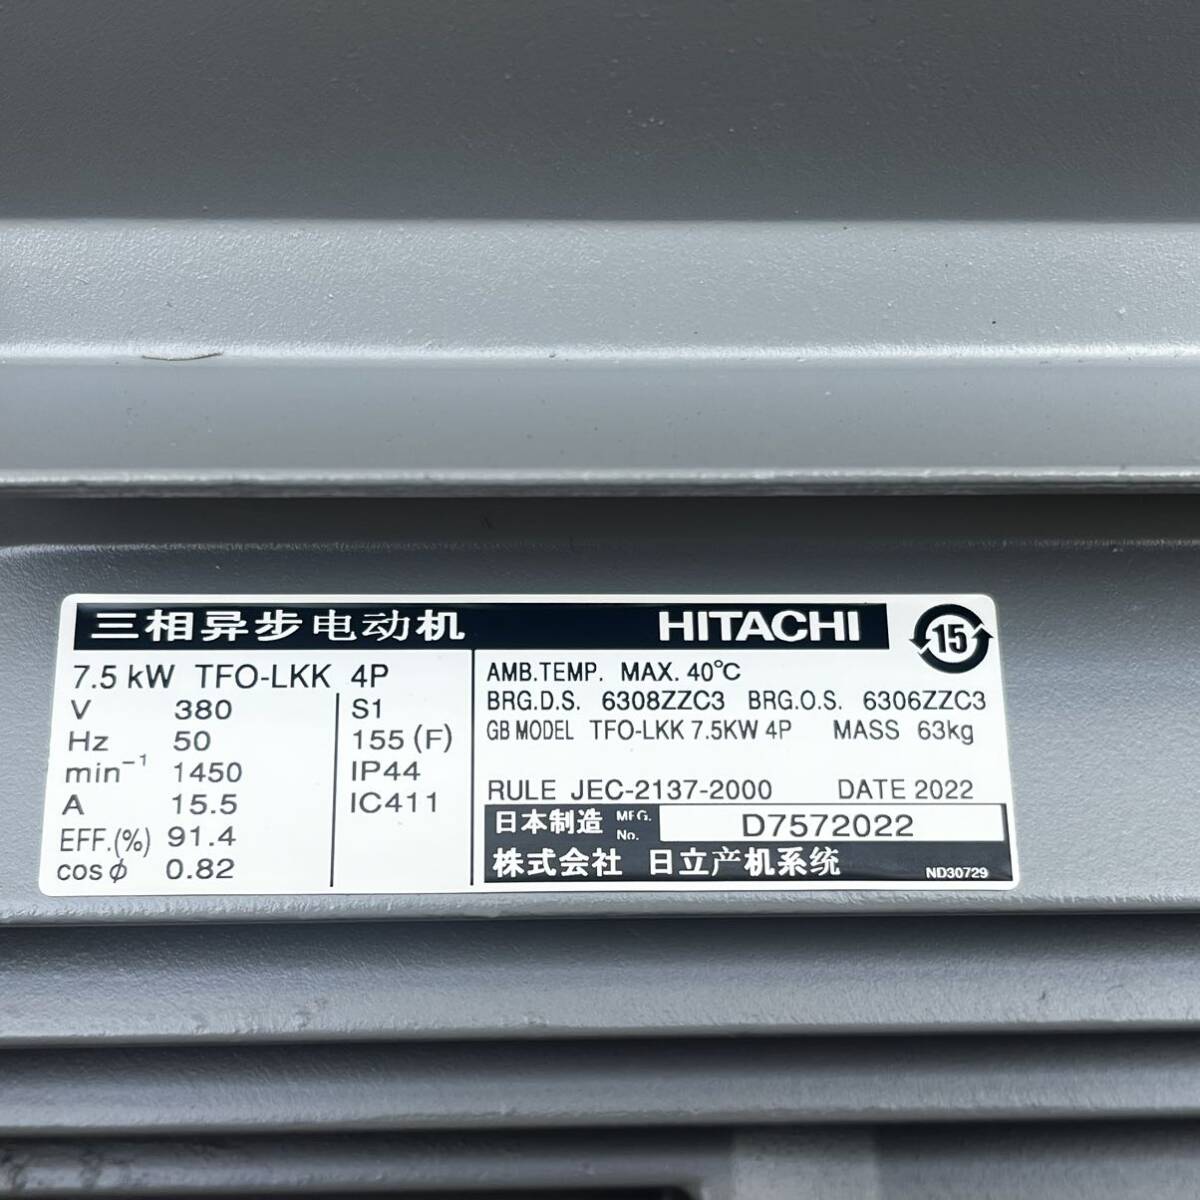 三相异步电动机 HITACHI 15
7.5 kW TFO-LKK 4P
V 380
Hz 50
min⁻¹ 1450
A 15.5
EFF.(%) 91.4
cosφ 0.82
S1
155 (F)
IP44
IC411
AMB.TEMP. MAX. 40℃
BRG.D.S. 6308ZZC3 BRG.O.S. 6306ZZC3
GB MODEL TFO-LKK 7.5KW 4P MASS 63kg
RULE JEC-2137-2000 DATE 2022
日本制造 MFG. No. D7572022
株式会社 日立产机系统 ND30729